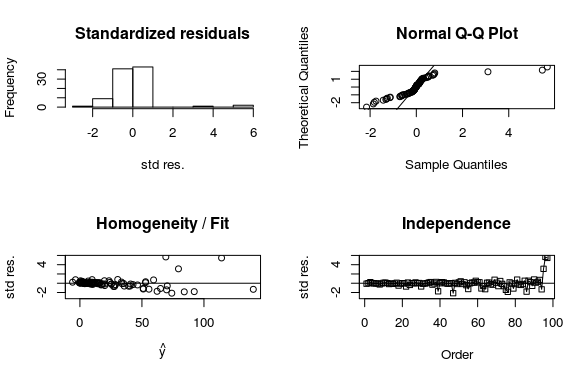 Standardized residuals
Frequency
0 30
-2 0 2 4 6
std res.
Normal Q-Q Plot
Theoretical Quantiles
-2 1
-2 0 2 4
Sample Quantiles
Homogeneity / Fit
std res.
-2 4
0 50 100
^
y
Independence
std res.
-2 4
0 20 40 60 80 100
Order